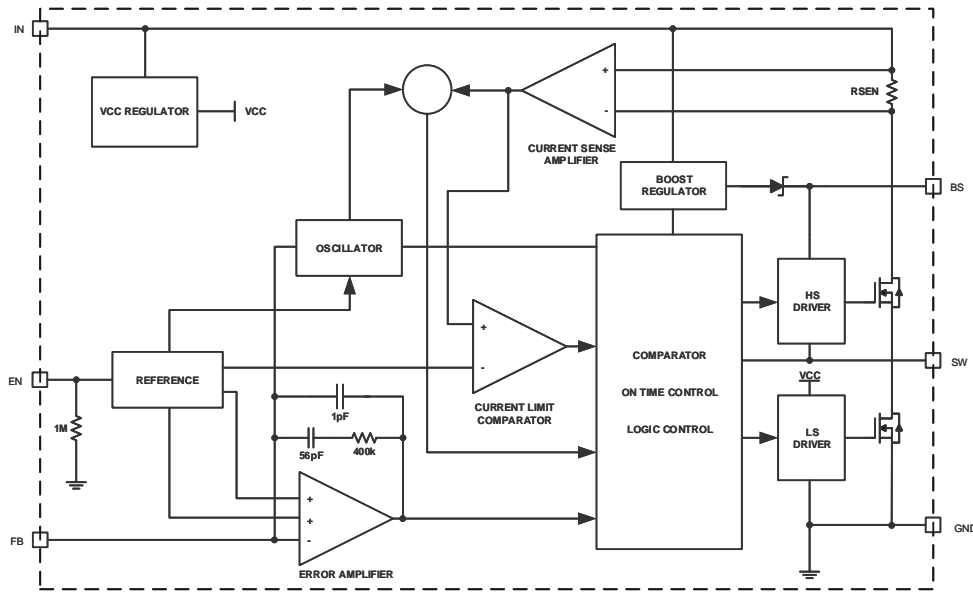 IN
VCC REGULATOR
VCC
+
-
RSEN
CURRENT SENSE
AMPLIFIER
BOOST
REGULATOR
BS
OSCILLATOR
HS
DRIVER
+
-
COMPARATOR
ON TIME CONTROL
LOGIC CONTROL
SW
VCC
EN
REFERENCE
1M
1pF
CURRENT LIMIT
COMPARATOR
56pF
400k
LS
DRIVER
+
+
-
FB
GND
ERROR AMPLIFIER